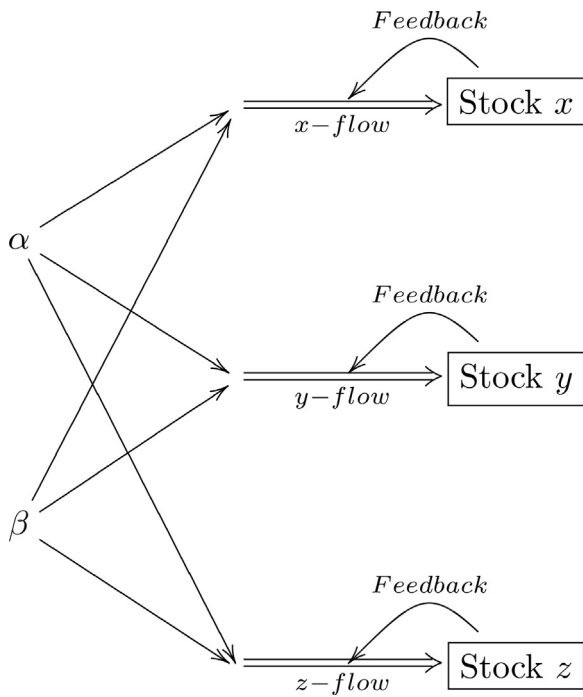 Feedback
Stock x
x–flow
α
Feedback
Stock y
y–flow
β
Feedback
Stock z
z–flow